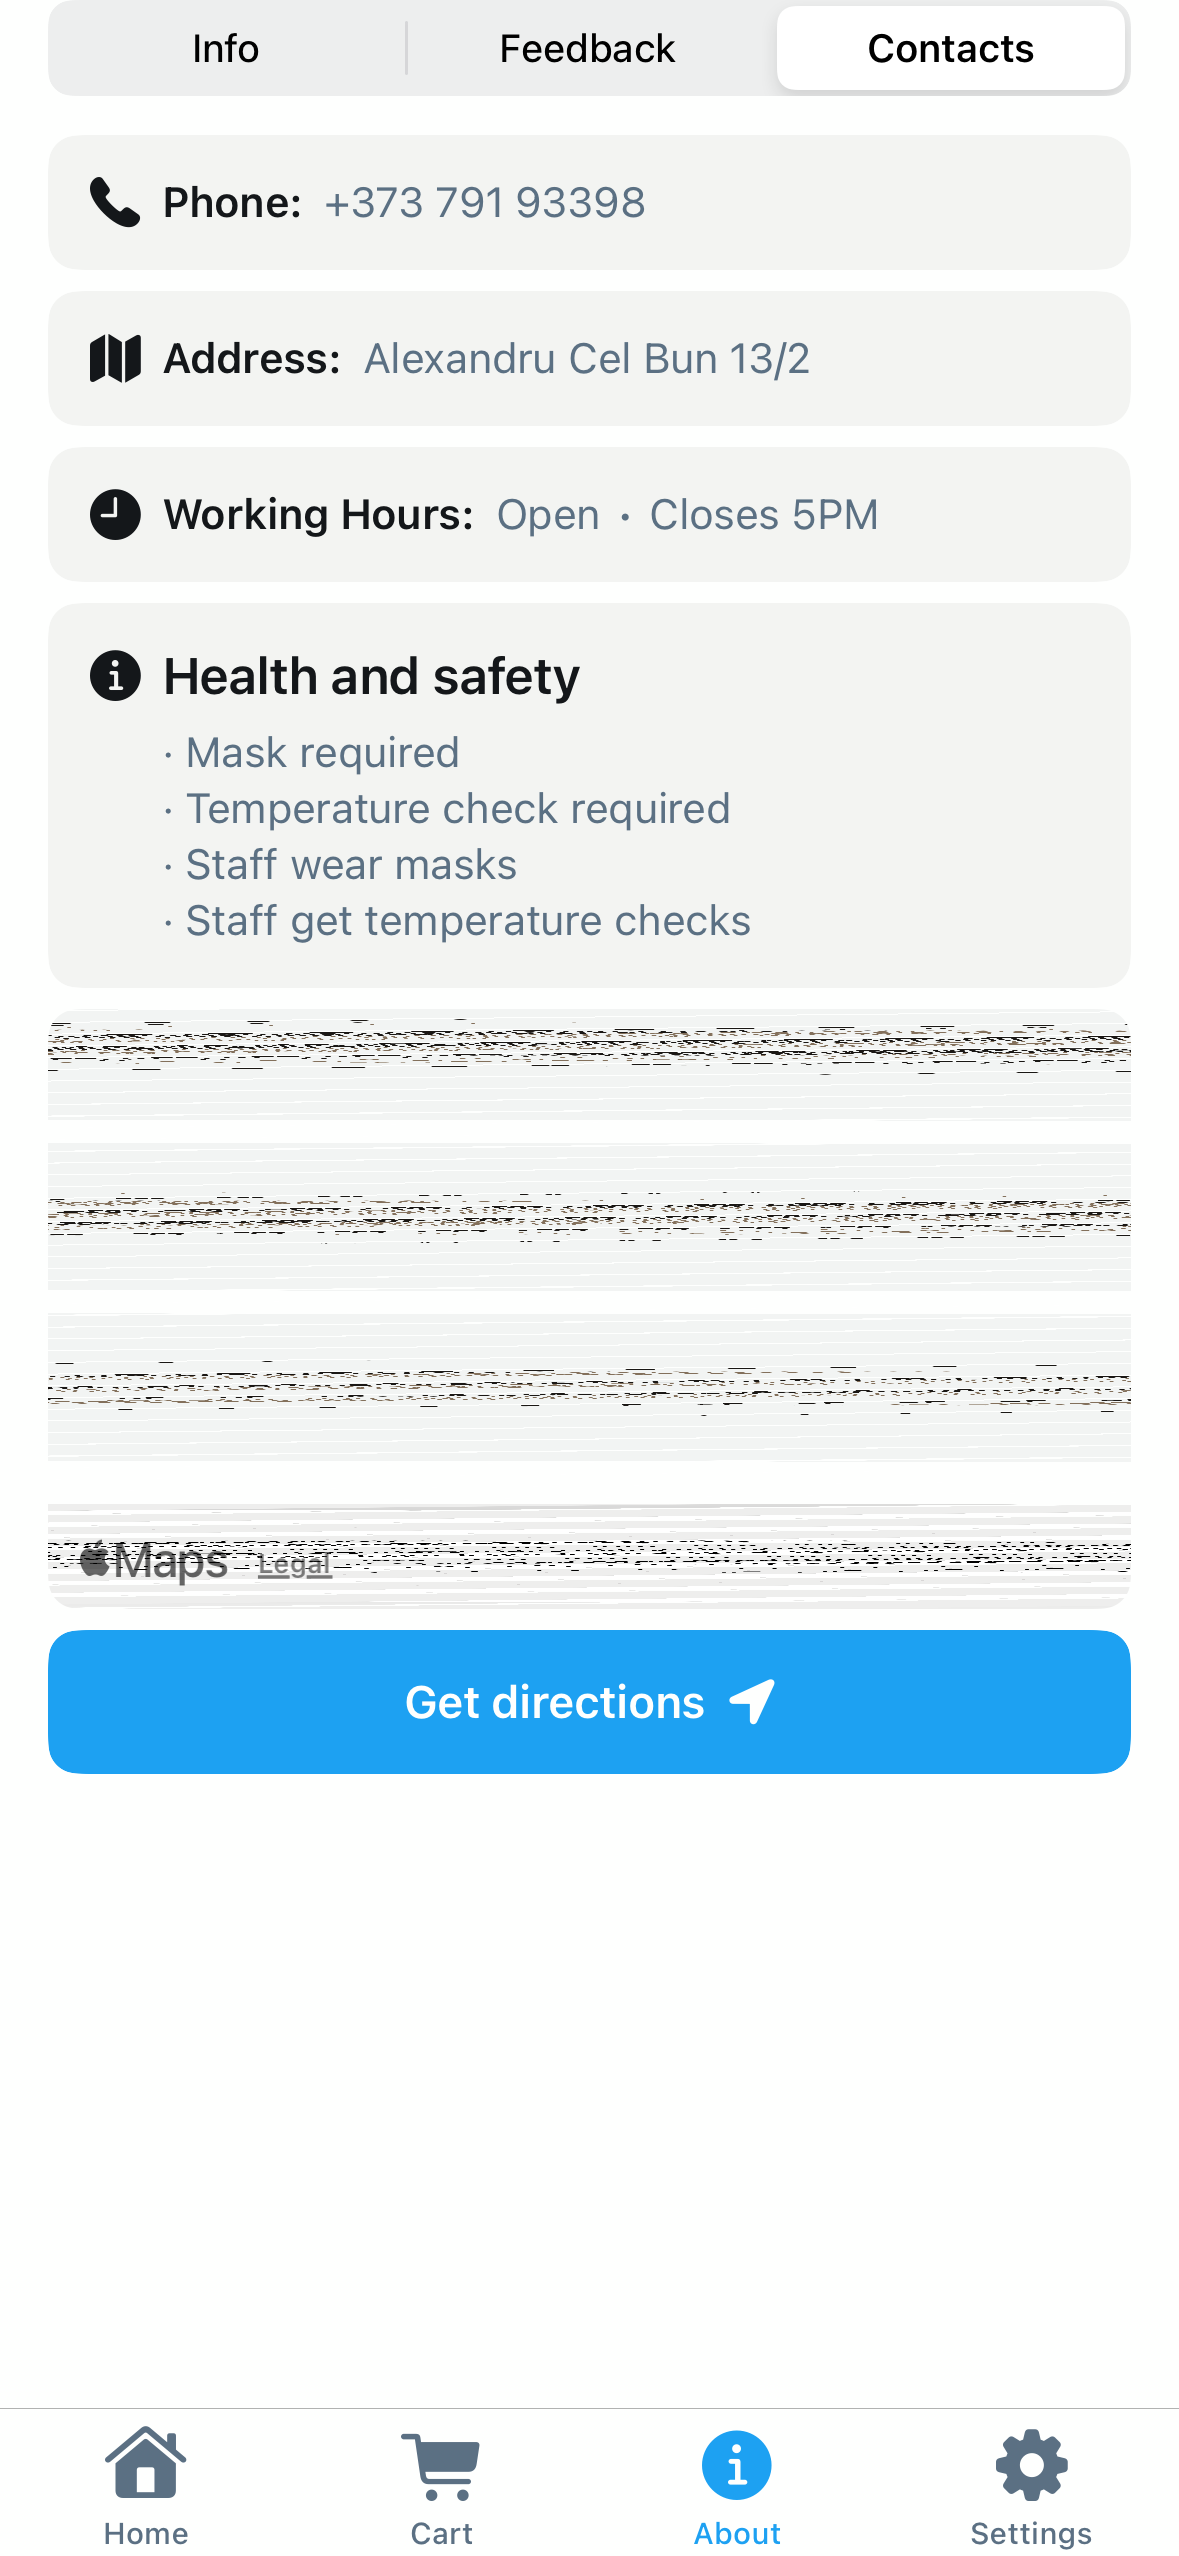 Info
Feedback
Contacts
Phone: +373 791 93398
Address: Alexandru Cel Bun 13/2
Working Hours: Open · Closes 5PM
Health and safety
· Mask required
· Temperature check required
· Staff wear masks
· Staff get temperature checks
Maps Legal
Get directions
Home
Cart
About
Settings